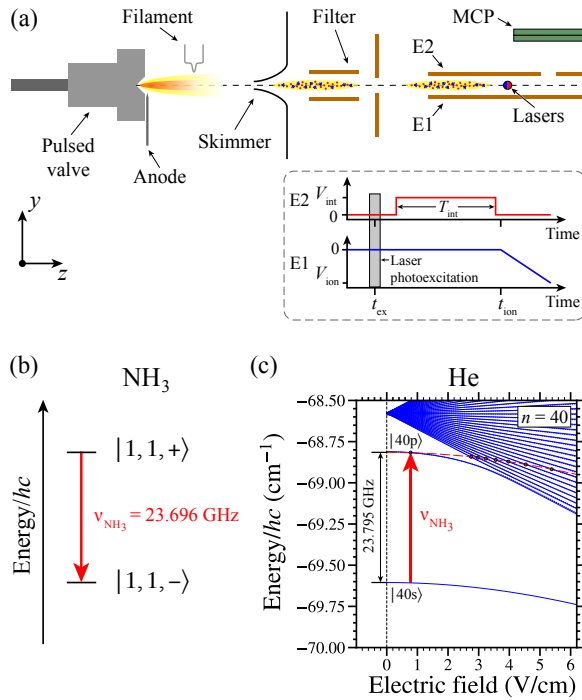 (a)
Filament
Filter
MCP
E2
Pulsed
valve
Anode
Skimmer
E1
Lasers
y
z
E2
V_int
0
T_int
Time
E1
0
V_ion
Laser
photoexcitation
Time
t_ex
t_ion
(b)
NH₃
Energy/hc
|1, 1, +⟩
ν_NH₃ = 23.696 GHz
|1, 1, −⟩
(c)
He
Energy/hc (cm⁻¹)
−68.50
−68.75
−69.00
−69.25
−69.50
−69.75
−70.00
n = 40
|40p⟩
23.795 GHz
ν_NH₃
|40s⟩
0 1 2 3 4 5 6
Electric field (V/cm)